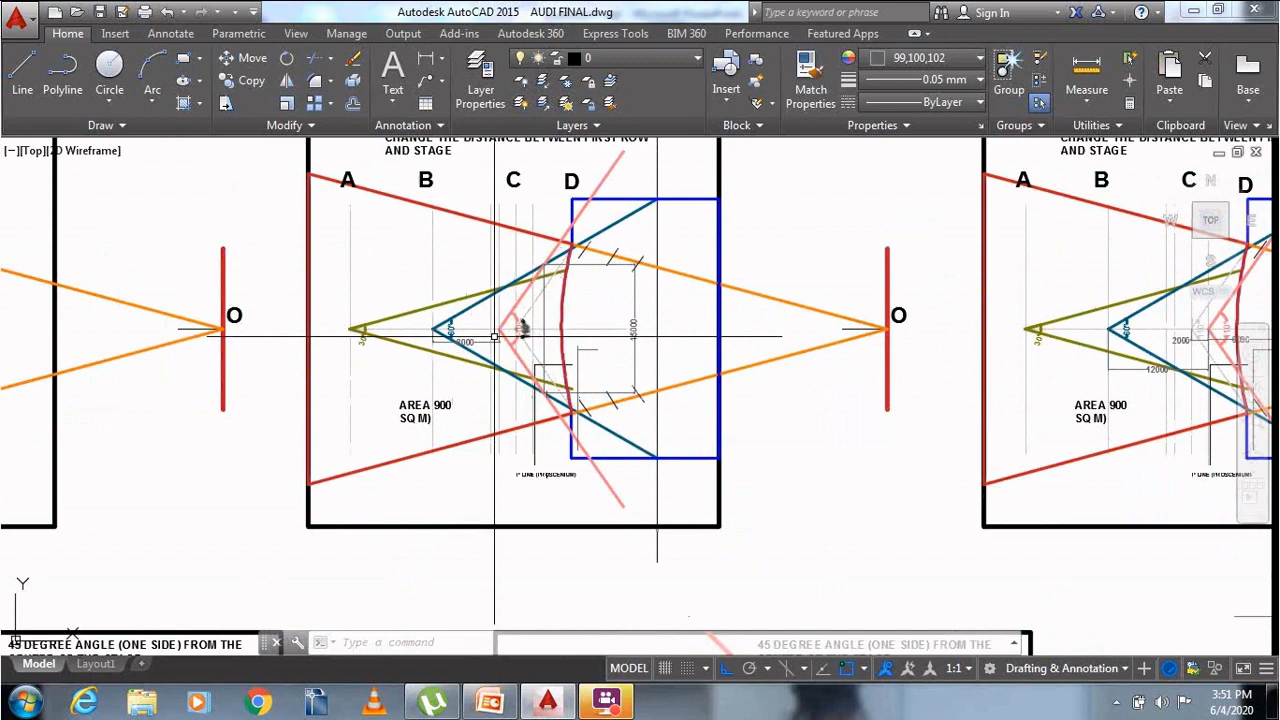 Autodesk AutoCAD 2015 AUDI FINAL.dwg
Type a keyword or phrase
Sign In
Home Insert Annotate Parametric View Manage Output Add-ins Autodesk 360 Express Tools BIM 360 Performance Featured Apps
Line Polyline Circle Arc
Move
Copy
Text
Layer Properties
0
Insert
Match Properties
99,100,102
0.05 mm
ByLayer
Group
Measure
Paste
Base
Draw Modify Annotation Layers Block Properties Groups Utilities Clipboard View
[−][Top][2D Wireframe]
CHANGE THE DISTANCE BETWEEN FIRST ROW
AND STAGE
AND STAGE
A B C D
A B C D
N
TOP
WCS
O
O
60°
60°
15000
2000
12000
AREA 900
SQ M)
AREA 900
SQ M)
Y
X
45 DEGREE ANGLE (ONE SIDE) FROM THE
45 DEGREE ANGLE (ONE SIDE) FROM THE
Type a command
Model Layout1
MODEL
1:1
Drafting & Annotation
3:51 PM
6/4/2020